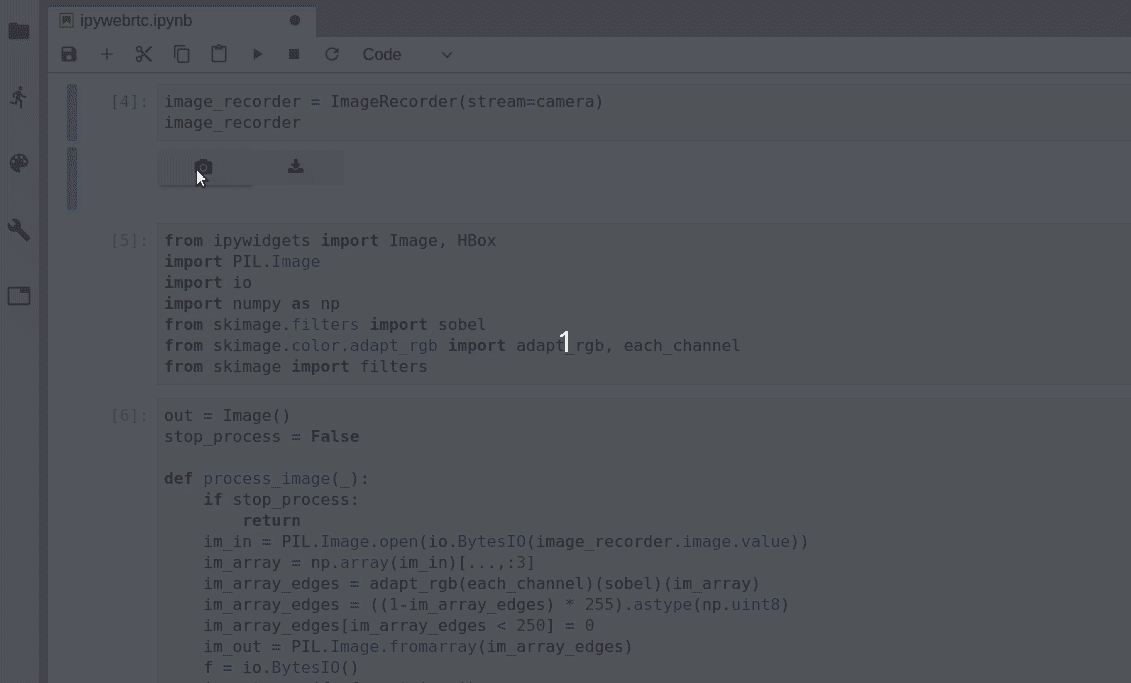 ipywebrtc.ipynb
Code
[4]: image_recorder = ImageRecorder(stream=camera)
image_recorder
[5]: from ipywidgets import Image, HBox
import PIL.Image
import io
import numpy as np
from skimage.filters import sobel
from skimage.color.adapt_rgb import adapt_rgb, each_channel
from skimage import filters
1
[6]: out = Image()
stop_process = False
def process_image(_):
if stop_process:
return
im_in = PIL.Image.open(io.BytesIO(image_recorder.image.value))
im_array = np.array(im_in)[...,:3]
im_array_edges = adapt_rgb(each_channel)(sobel)(im_array)
im_array_edges = ((1-im_array_edges) * 255).astype(np.uint8)
im_array_edges[im_array_edges < 250] = 0
im_out = PIL.Image.fromarray(im_array_edges)
f = io.BytesIO()